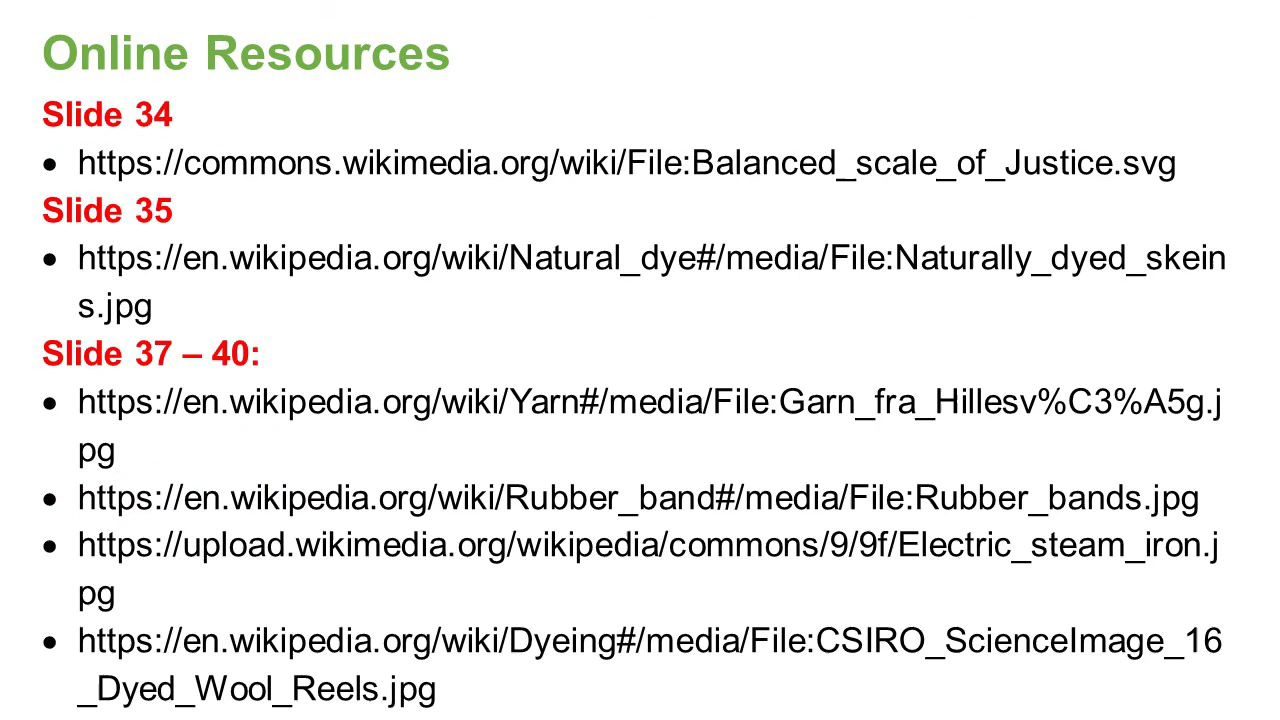 Online Resources
Slide 34
• https://commons.wikimedia.org/wiki/File:Balanced_scale_of_Justice.svg
Slide 35
• https://en.wikipedia.org/wiki/Natural_dye#/media/File:Naturally_dyed_skein
s.jpg
Slide 37 – 40:
• https://en.wikipedia.org/wiki/Yarn#/media/File:Garn_fra_Hillesv%C3%A5g.j
pg
• https://en.wikipedia.org/wiki/Rubber_band#/media/File:Rubber_bands.jpg
• https://upload.wikimedia.org/wikipedia/commons/9/9f/Electric_steam_iron.j
pg
• https://en.wikipedia.org/wiki/Dyeing#/media/File:CSIRO_ScienceImage_16
_Dyed_Wool_Reels.jpg